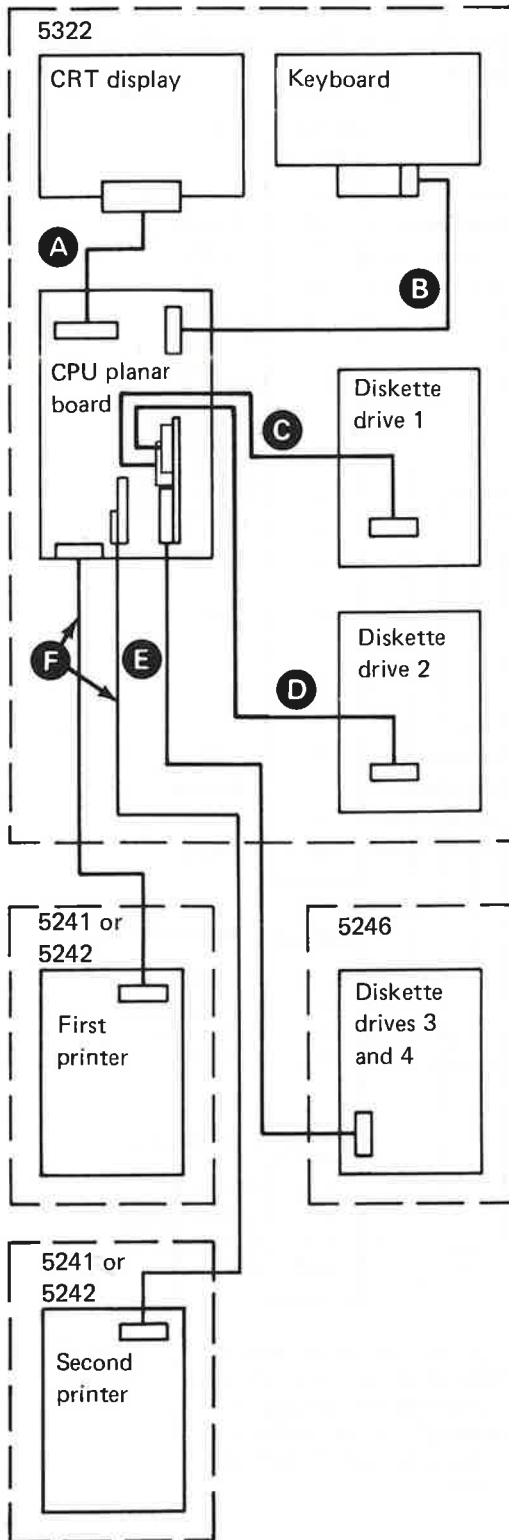 5322
CRT display
Keyboard
A
B
CPU planar
board
Diskette
drive 1
C
F
E
Diskette
drive 2
D
5241 or
5242
First
printer
5246
Diskette
drives 3
and 4
5241 or
5242
Second
printer